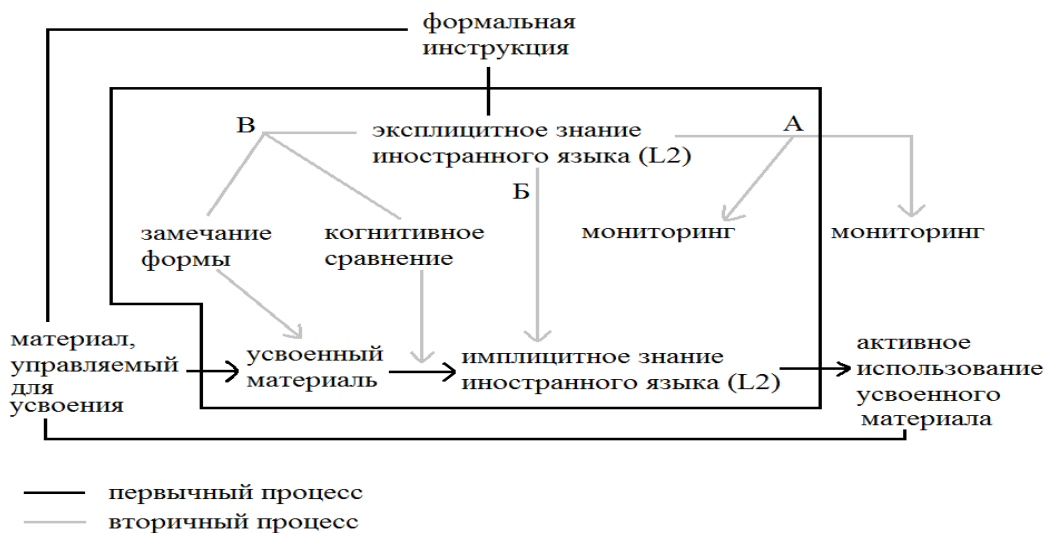 формальная
инструкция
В
эксплицитное знание
иностранного языка (L2)
А
Б
замечание
формы
когнитивное
сравнение
мониторинг
мониторинг
материал,
управляемый
для
усвоения
усвоенный
материаль
имплицитное знание
иностранного языка (L2)
активное
использование
усвоенного
материала
первычный процесс
вторичный процесс